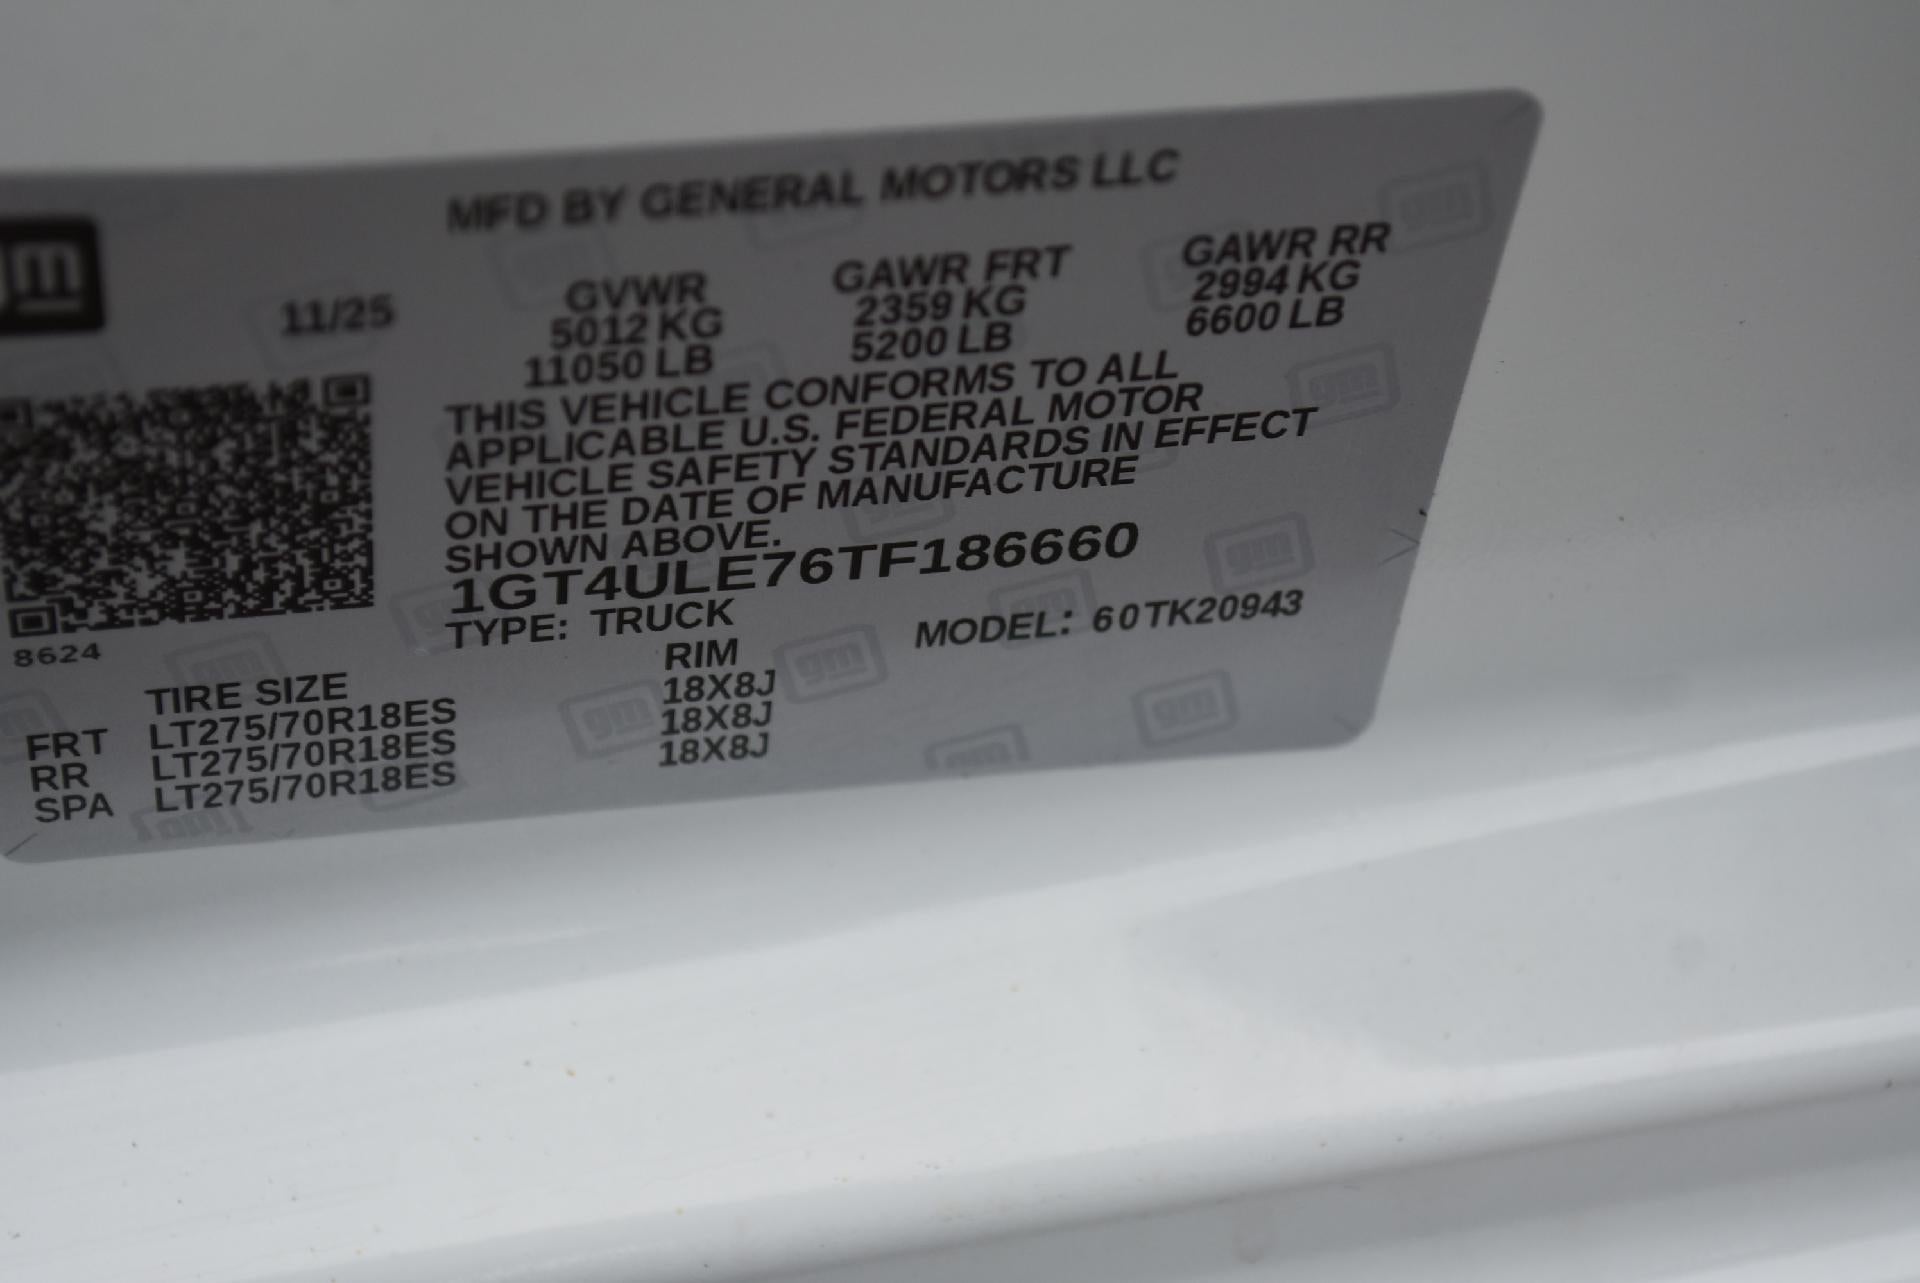 MFD BY GENERAL MOTORS LLC
gm
11/25
GVWR GAWR FRT GAWR RR
5012 KG 2359 KG 2994 KG
11050 LB 5200 LB 6600 LB
THIS VEHICLE CONFORMS TO ALL
APPLICABLE U.S. FEDERAL MOTOR
VEHICLE SAFETY STANDARDS IN EFFECT
ON THE DATE OF MANUFACTURE
SHOWN ABOVE.
1GT4ULE76TF186660
TYPE: TRUCK MODEL: 60TK20943
8624
TIRE SIZE RIM
FRT LT275/70R18ES 18X8J
RR LT275/70R18ES 18X8J
SPA LT275/70R18ES 18X8J